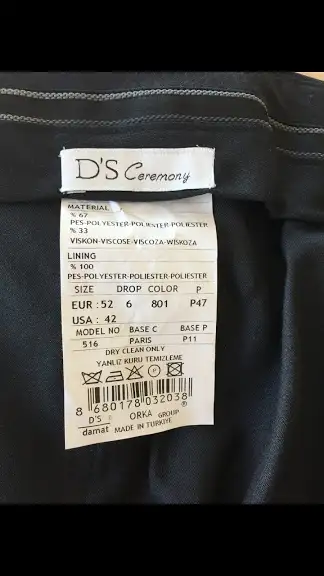 D'S Ceremony
MATERIAL
% 67
PES-POLYESTER-POLIESTER-POLIESTER
% 33
VISKON-VISCOSE-VISCOZA-WISKOZA
LINING
% 100
PES-POLYESTER-POLIESTER-POLIESTER
SIZE DROP COLOR P
EUR : 52 6 801 P47
USA : 42
MODEL NO BASE C BASE P
516 PARIS P11
DRY CLEAN ONLY
YANLIZ KURU TEMIZLEME
P
8 680178 032038
D'S ORKA GROUP ®
damat MADE IN TURKIYE